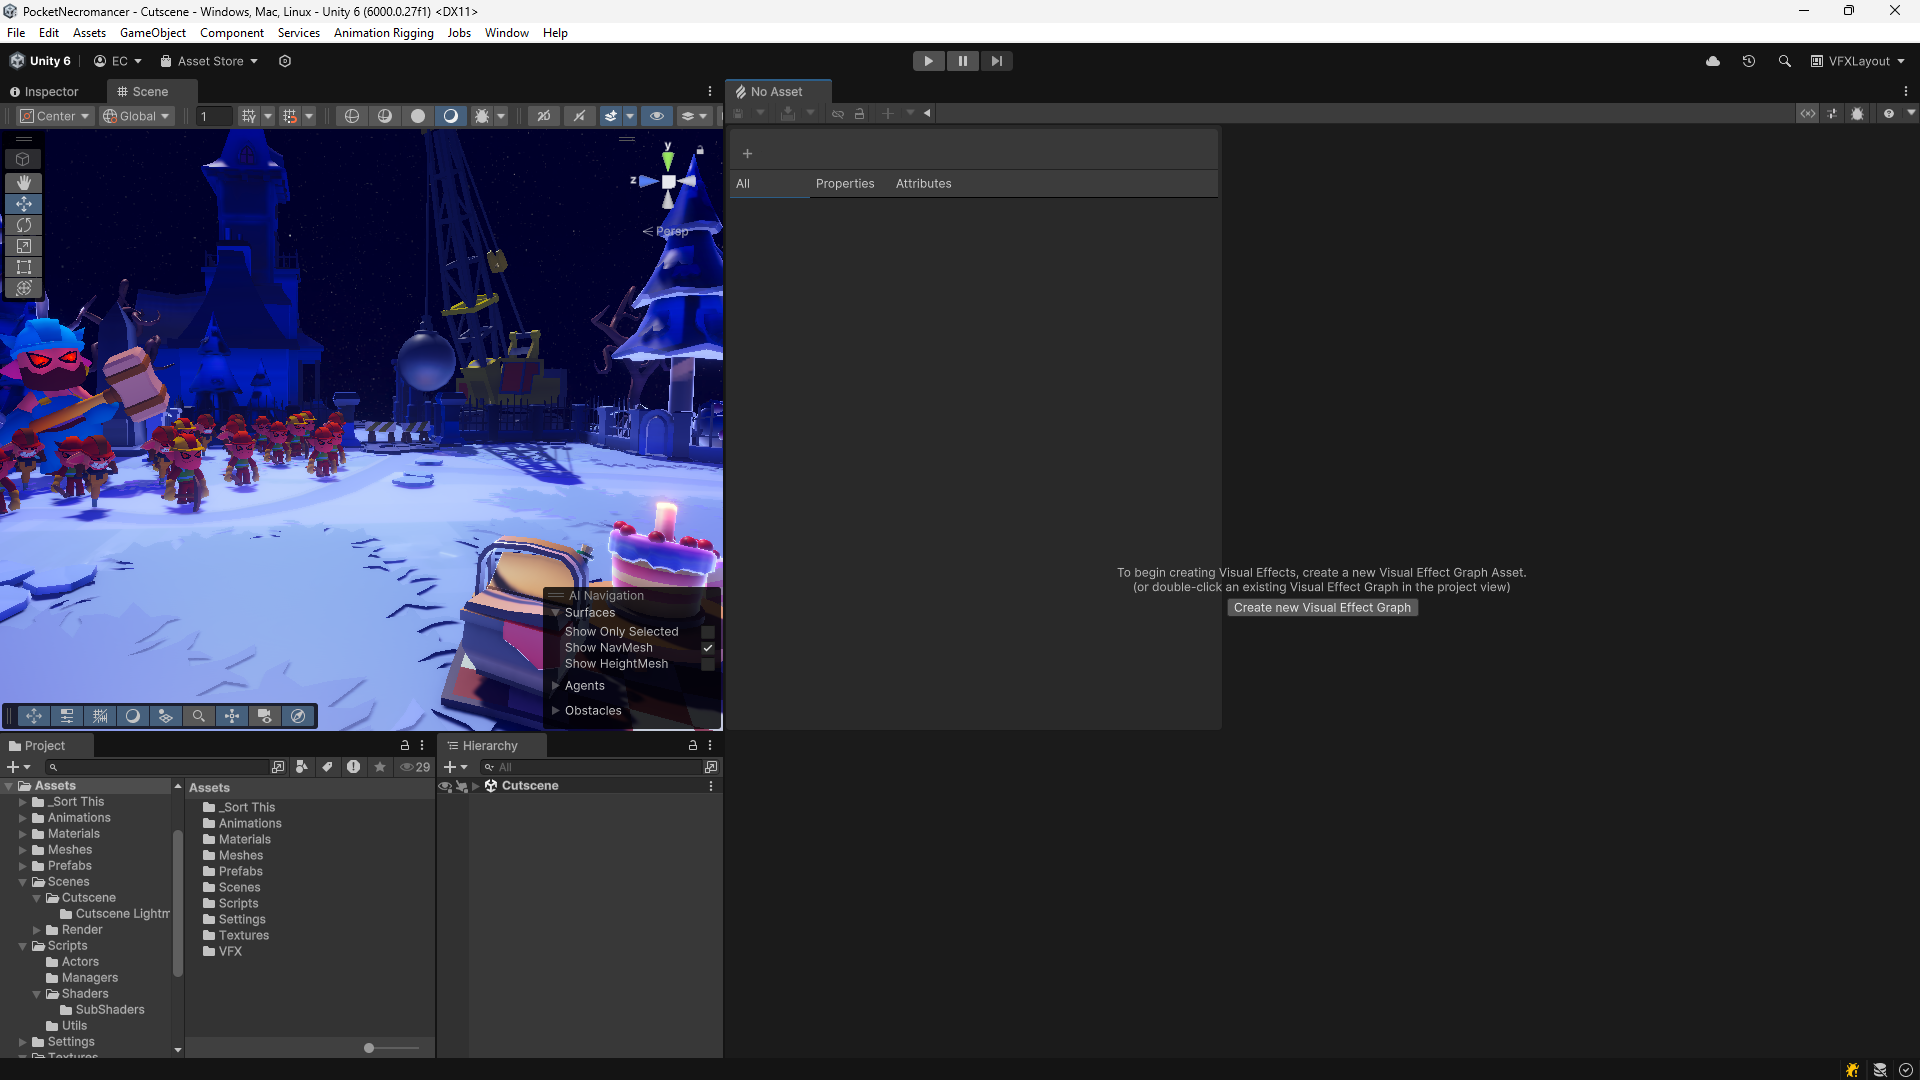 PocketNecromancer - Cutscene - Windows, Mac, Linux - Unity 6 (6000.0.27f1) <DX11>
File Edit Assets GameObject Component Services Animation Rigging Jobs Window Help
Unity 6 EC Asset Store VFXLayout
Inspector Scene No Asset
Center Global 1 2D
All Properties Attributes
y
z
Persp
To begin creating Visual Effects, create a new Visual Effect Graph Asset.
(or double-click an existing Visual Effect Graph in the project view)
Create new Visual Effect Graph
AI Navigation
Surfaces
Show Only Selected
Show NavMesh
Show HeightMesh
Agents
Obstacles
Project
29
Assets
_Sort This
Animations
Materials
Meshes
Prefabs
Scenes
Cutscene
Cutscene Lightm
Render
Scripts
Actors
Managers
Shaders
SubShaders
Utils
Settings
Textures
Assets
_Sort This
Animations
Materials
Meshes
Prefabs
Scenes
Scripts
Settings
Textures
VFX
Hierarchy
All
Cutscene